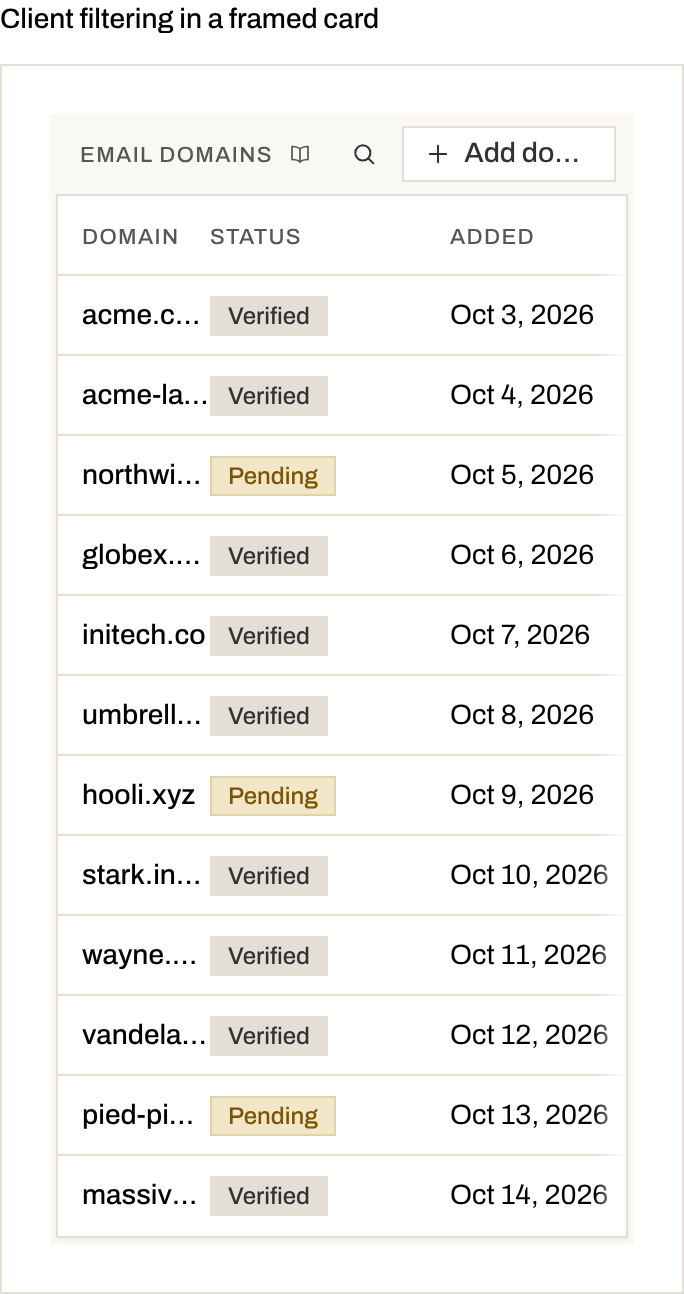 Client filtering in a framed card
EMAIL DOMAINS
Add do...
DOMAIN STATUS ADDED
acme.c... Verified Oct 3, 2026
acme-la... Verified Oct 4, 2026
northwi... Pending Oct 5, 2026
globex.... Verified Oct 6, 2026
initech.co Verified Oct 7, 2026
umbrell... Verified Oct 8, 2026
hooli.xyz Pending Oct 9, 2026
stark.in... Verified Oct 10, 2026
wayne.... Verified Oct 11, 2026
vandela... Verified Oct 12, 2026
pied-pi... Pending Oct 13, 2026
massiv... Verified Oct 14, 2026